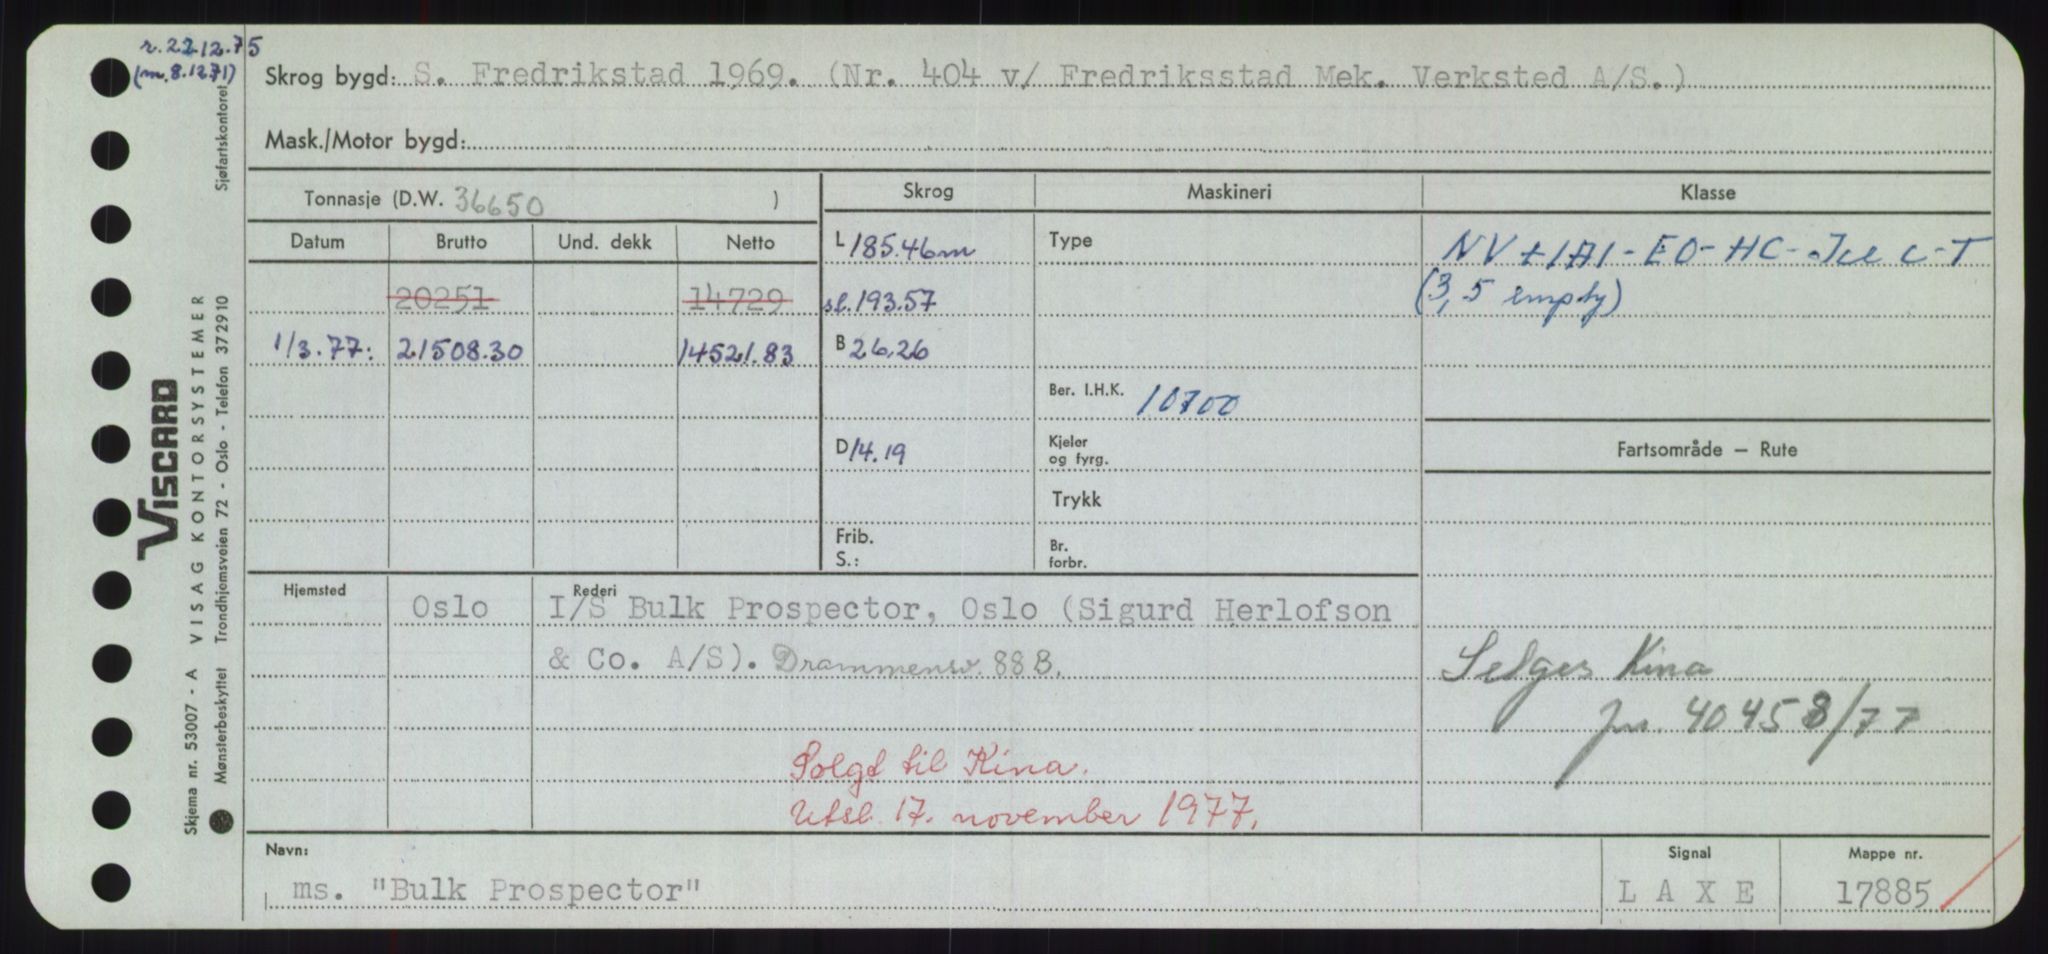 r. 22.12.75
(m. 8.1271)
Skrog bygd: S. Fredrikstad 1969. (Nr. 404 v/ Fredriksstad Mek. Verksted A/S.)
Mask./Motor bygd:
Tonnasje (D.W. 36650 )
Skrog Maskineri Klasse
Datum Brutto Und. dekk Netto
L 185.46m Type NV +1A1 - EO - HC - Ice C - T
20251 14729 sl. 193.57 (3,5 empty)
1/3.77: 21508.30 14521.83 B 26,26
Ber. I.H.K. 10700
D 14.19 Kjeler og fyrg. Fartsområde — Rute
Trykk
Frib.
S.:
Br.
forbr.
Hjemsted Rederi
Oslo I/S Bulk Prospector, Oslo (Sigurd Herlofson
& Co. A/S). Drammensv. 88 B.
Selges Kina
jnr. 40458/77
Solgt til Kina.
Utsl. 17. november 1977.
Navn: Signal Mappe nr.
ms. "Bulk Prospector" L A X E 17885
VISCARD
Skjema nr. 53007 - A VISAG KONTORSYSTEMER
Mønsterbeskyttet Trondhjemsveien 72 - Oslo - Telefon 372910 Sjøfartskontoret